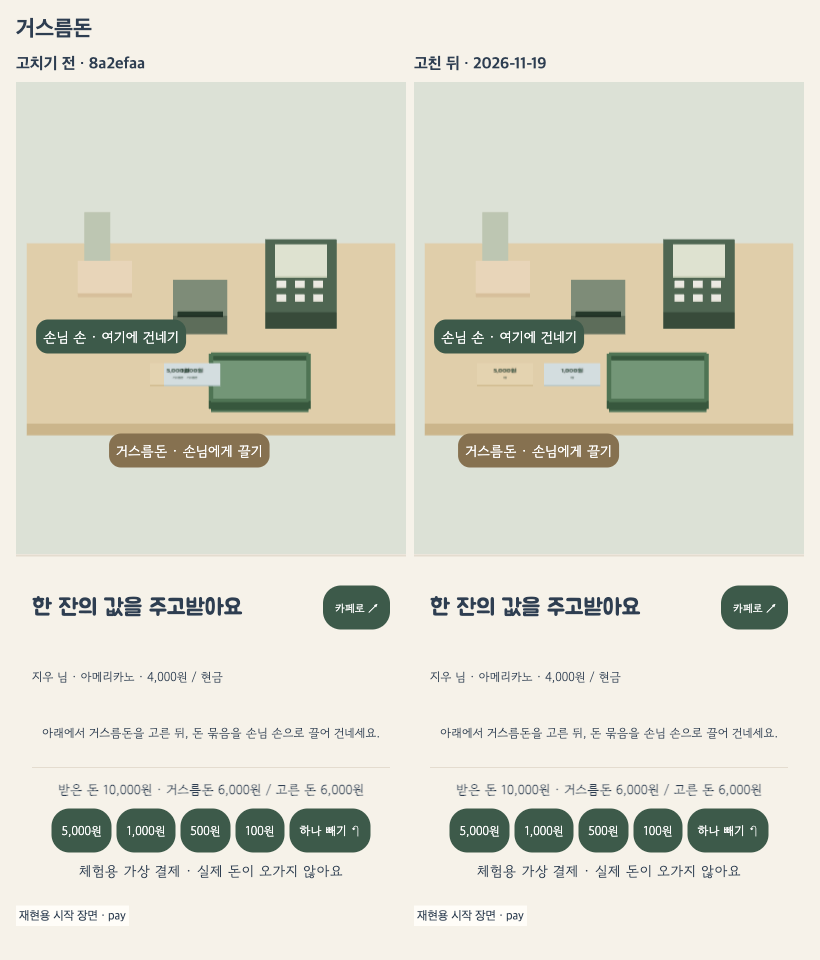 거스름돈
고치기 전 · 8a2efaa
손님 손 · 여기에 건네기
거스름돈 · 손님에게 끌기
한 잔의 값을 주고받아요
카페로 ↗
지우 님 · 아메리카노 · 4,000원 / 현금
아래에서 거스름돈을 고른 뒤, 돈 묶음을 손님 손으로 끌어 건네세요.
받은 돈 10,000원 · 거스름돈 6,000원 / 고른 돈 6,000원
5,000원 1,000원 500원 100원 하나 빼기 ↰
체험용 가상 결제 · 실제 돈이 오가지 않아요
재현용 시작 장면 · pay
고친 뒤 · 2026-11-19
손님 손 · 여기에 건네기
5,000원 1,000원
거스름돈 · 손님에게 끌기
한 잔의 값을 주고받아요
카페로 ↗
지우 님 · 아메리카노 · 4,000원 / 현금
아래에서 거스름돈을 고른 뒤, 돈 묶음을 손님 손으로 끌어 건네세요.
받은 돈 10,000원 · 거스름돈 6,000원 / 고른 돈 6,000원
5,000원 1,000원 500원 100원 하나 빼기 ↰
체험용 가상 결제 · 실제 돈이 오가지 않아요
재현용 시작 장면 · pay